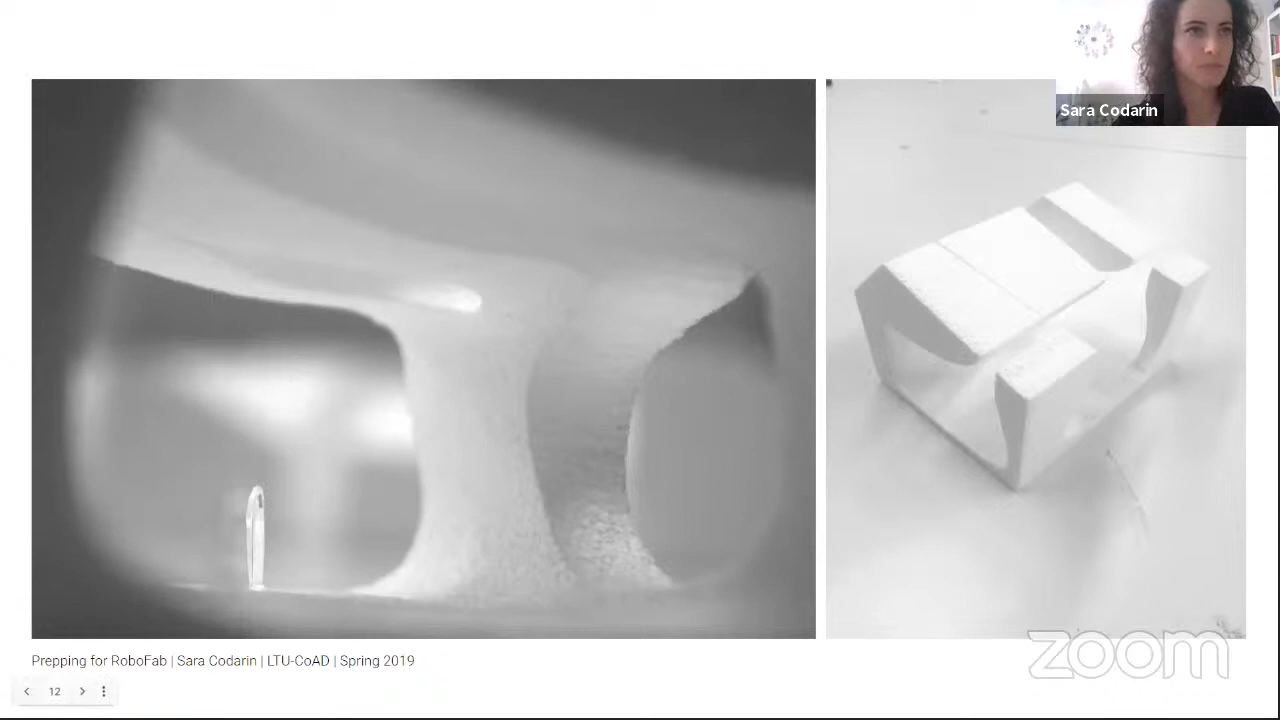 Sara Codarin
Prepping for RoboFab | Sara Codarin | LTU-CoAD | Spring 2019
zoom
12